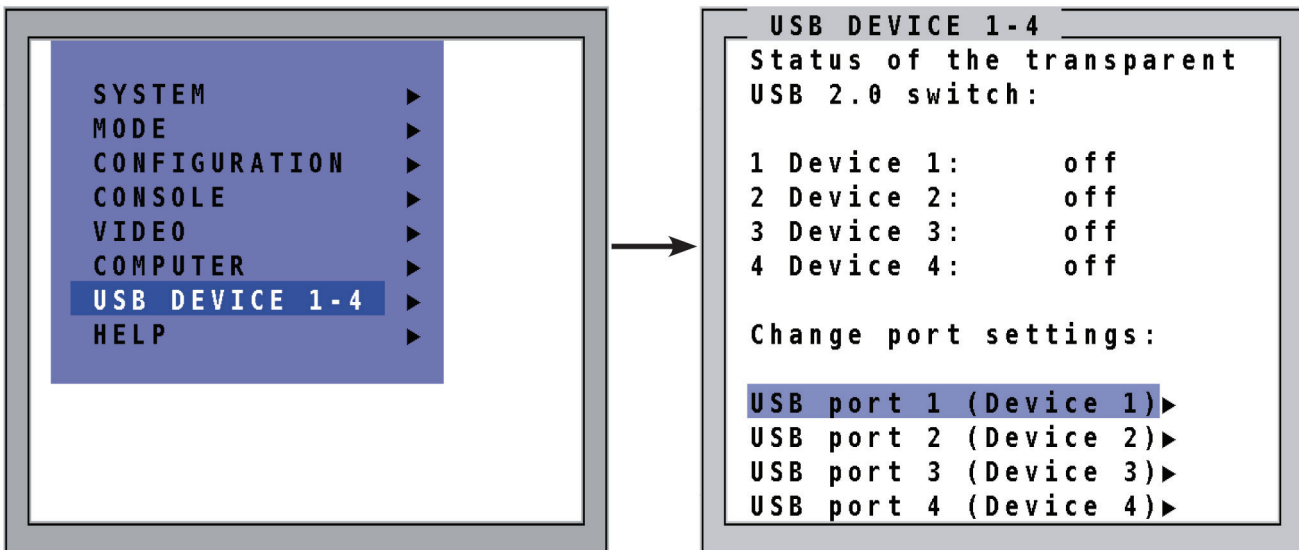 SYSTEM ▶
MODE ▶
CONFIGURATION ▶
CONSOLE ▶
VIDEO ▶
COMPUTER ▶
USB DEVICE 1-4 ▶
HELP ▶
USB DEVICE 1-4
Status of the transparent
USB 2.0 switch:
1 Device 1: off
2 Device 2: off
3 Device 3: off
4 Device 4: off
Change port settings:
USB port 1 (Device 1)▶
USB port 2 (Device 2)▶
USB port 3 (Device 3)▶
USB port 4 (Device 4)▶